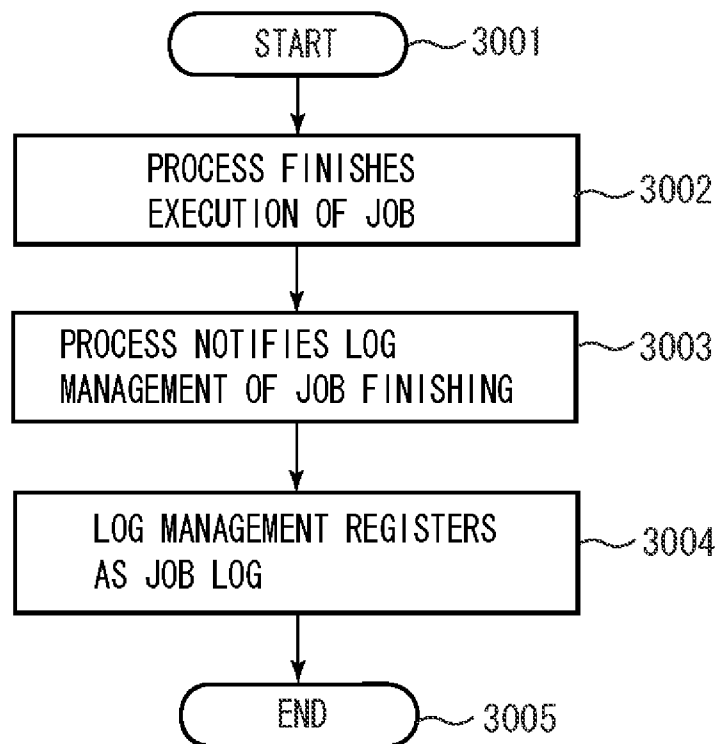 START
3001
PROCESS FINISHES
EXECUTION OF JOB
3002
PROCESS NOTIFIES LOG
MANAGEMENT OF JOB FINISHING
3003
LOG MANAGEMENT REGISTERS
AS JOB LOG
3004
END
3005